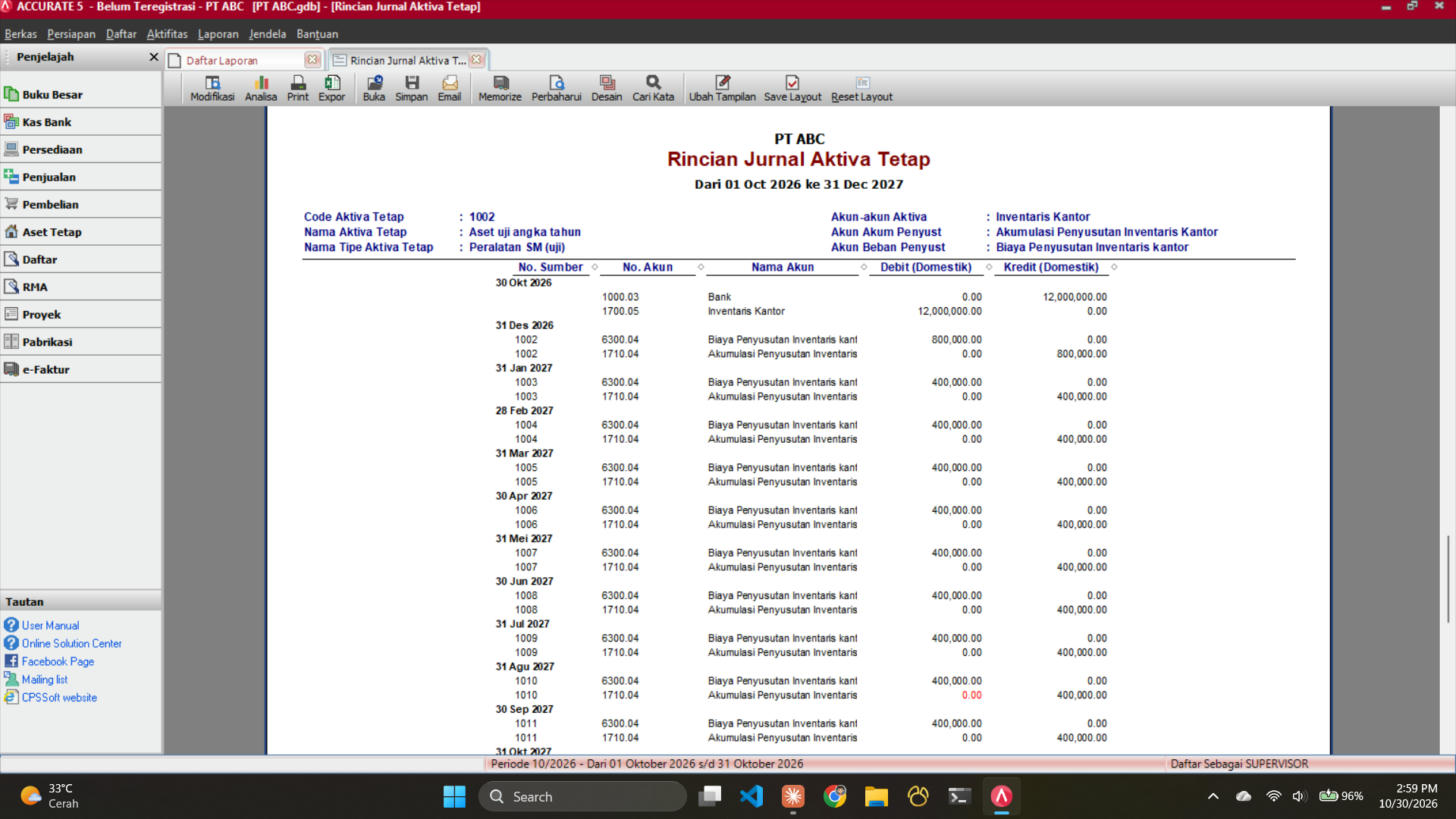 ACCURATE 5 - Belum Teregistrasi - PT ABC [PT ABC.gdb] - [Rincian Jurnal Aktiva Tetap]
Berkas Persiapan Daftar Aktifitas Laporan Jendela Bantuan
Penjelajah
Daftar Laporan
Rincian Jurnal Aktiva T...
Modifikasi Analisa Print Expor Buka Simpan Email Memorize Perbaharui Desain Cari Kata Ubah Tampilan Save Layout Reset Layout
Buku Besar
Kas Bank
Persediaan
Penjualan
Pembelian
Aset Tetap
Daftar
RMA
Proyek
Pabrikasi
e-Faktur
Tautan
User Manual
Online Solution Center
Facebook Page
Mailing list
CPSSoft website
PT ABC
Rincian Jurnal Aktiva Tetap
Dari 01 Oct 2026 ke 31 Dec 2027
Code Aktiva Tetap : 1002 Akun-akun Aktiva : Inventaris Kantor
Nama Aktiva Tetap : Aset uji angka tahun Akun Akum Penyust : Akumulasi Penyusutan Inventaris Kantor
Nama Tipe Aktiva Tetap : Peralatan SM (uji) Akun Beban Penyust : Biaya Penyusutan Inventaris kantor
No. Sumber No. Akun Nama Akun Debit (Domestik) Kredit (Domestik)
30 Okt 2026
1000.03 Bank 0.00 12,000,000.00
1700.05 Inventaris Kantor 12,000,000.00 0.00
31 Des 2026
1002 6300.04 Biaya Penyusutan Inventaris kant 800,000.00 0.00
1002 1710.04 Akumulasi Penyusutan Inventaris 0.00 800,000.00
31 Jan 2027
1003 6300.04 Biaya Penyusutan Inventaris kant 400,000.00 0.00
1003 1710.04 Akumulasi Penyusutan Inventaris 0.00 400,000.00
28 Feb 2027
1004 6300.04 Biaya Penyusutan Inventaris kant 400,000.00 0.00
1004 1710.04 Akumulasi Penyusutan Inventaris 0.00 400,000.00
31 Mar 2027
1005 6300.04 Biaya Penyusutan Inventaris kant 400,000.00 0.00
1005 1710.04 Akumulasi Penyusutan Inventaris 0.00 400,000.00
30 Apr 2027
1006 6300.04 Biaya Penyusutan Inventaris kant 400,000.00 0.00
1006 1710.04 Akumulasi Penyusutan Inventaris 0.00 400,000.00
31 Mei 2027
1007 6300.04 Biaya Penyusutan Inventaris kant 400,000.00 0.00
1007 1710.04 Akumulasi Penyusutan Inventaris 0.00 400,000.00
30 Jun 2027
1008 6300.04 Biaya Penyusutan Inventaris kant 400,000.00 0.00
1008 1710.04 Akumulasi Penyusutan Inventaris 0.00 400,000.00
31 Jul 2027
1009 6300.04 Biaya Penyusutan Inventaris kant 400,000.00 0.00
1009 1710.04 Akumulasi Penyusutan Inventaris 0.00 400,000.00
31 Agu 2027
1010 6300.04 Biaya Penyusutan Inventaris kant 400,000.00 0.00
1010 1710.04 Akumulasi Penyusutan Inventaris 0.00 400,000.00
30 Sep 2027
1011 6300.04 Biaya Penyusutan Inventaris kant 400,000.00 0.00
1011 1710.04 Akumulasi Penyusutan Inventaris 0.00 400,000.00
31 Okt 2027
Periode 10/2026 - Dari 01 Oktober 2026 s/d 31 Oktober 2026 Daftar Sebagai SUPERVISOR
33°C
Cerah
Search
96%
2:59 PM
10/30/2026